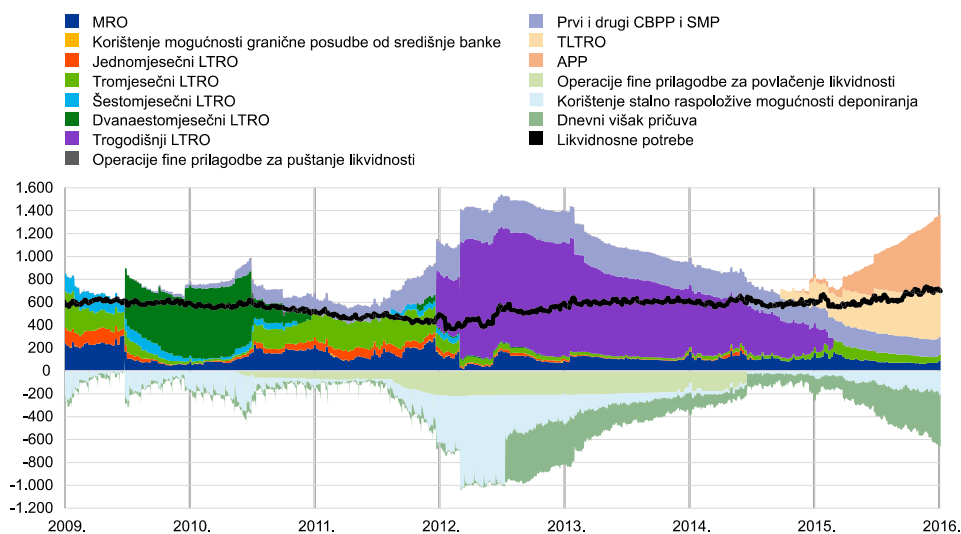 MRO
Korištenje mogućnosti granične posudbe od središnje banke
Jednomjesečni LTRO
Tromjesečni LTRO
Šestomjesečni LTRO
Dvanaestomjesečni LTRO
Trogodišnji LTRO
Operacije fine prilagodbe za puštanje likvidnosti
Prvi i drugi CBPP i SMP
TLTRO
APP
Operacije fine prilagodbe za povlačenje likvidnosti
Korištenje stalno raspoložive mogućnosti deponiranja
Dnevni višak pričuva
Likvidnosne potrebe
1.600
1.400
1.200
1.000
800
600
400
200
0
-200
-400
-600
-800
-1.000
-1.200
2009. 2010. 2011. 2012. 2013. 2014. 2015. 2016.